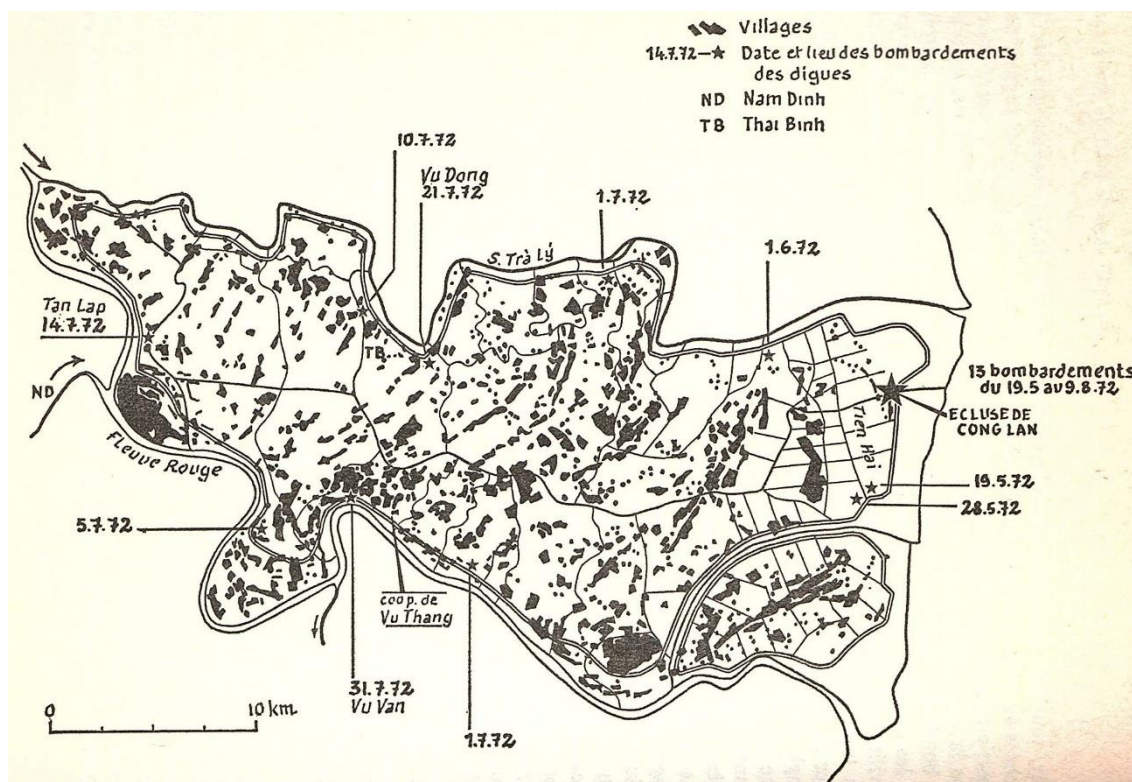 Villages
14.7.72—★ Date et lieu des bombardements
des digues
ND Nam Dinh
TB Thai Binh
10.7.72
Vu Dong
21.7.72
1.7.72
S. Trà Lý
1.6.72
Tan Lap
14.7.72
TB
ND
13 bombardements
du 19.5 au 9.8.72
ECLUSE DE
CONG LAN
Tien Hai
Fleuve Rouge
19.5.72
28.5.72
5.7.72
coop. de
Vu Thang
31.7.72
Vu Van
1.7.72
0 10 km